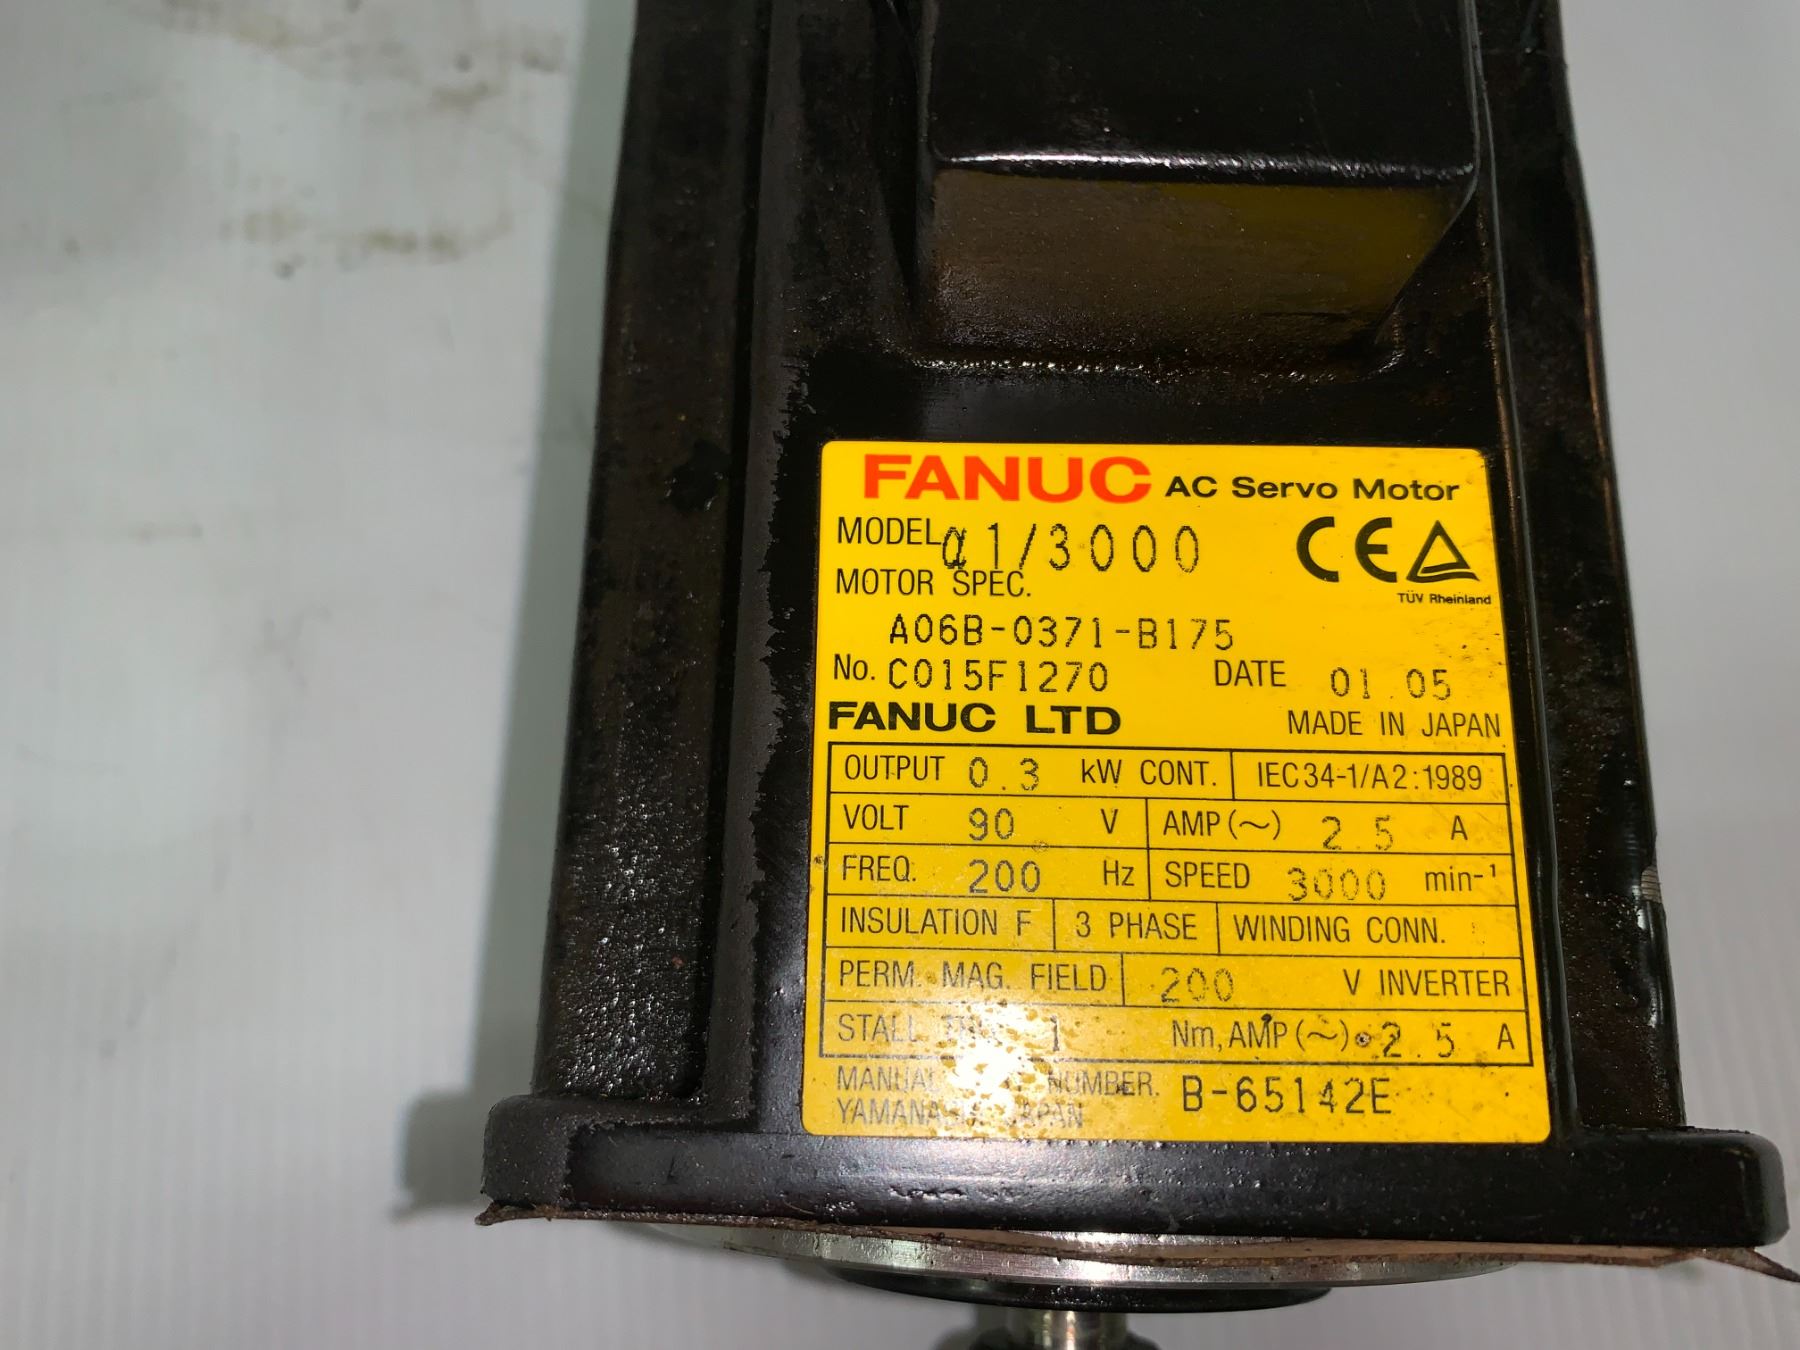 FANUC AC Servo Motor
MODEL α1/3000 CE
MOTOR SPEC.
TÜV Rheinland
A06B-0371-B175
No. C015F1270 DATE 01.05
FANUC LTD MADE IN JAPAN
OUTPUT 0.3 kW CONT. IEC34-1/A2:1989
VOLT 90 V AMP(~) 2.5 A
FREQ. 200 Hz SPEED 3000 min-¹
INSULATION F 3 PHASE WINDING CONN.
PERM. MAG. FIELD 200 V INVERTER
STALL 1 Nm, AMP(~) 2.5 A
NUMBER. B-65142E
JAPAN